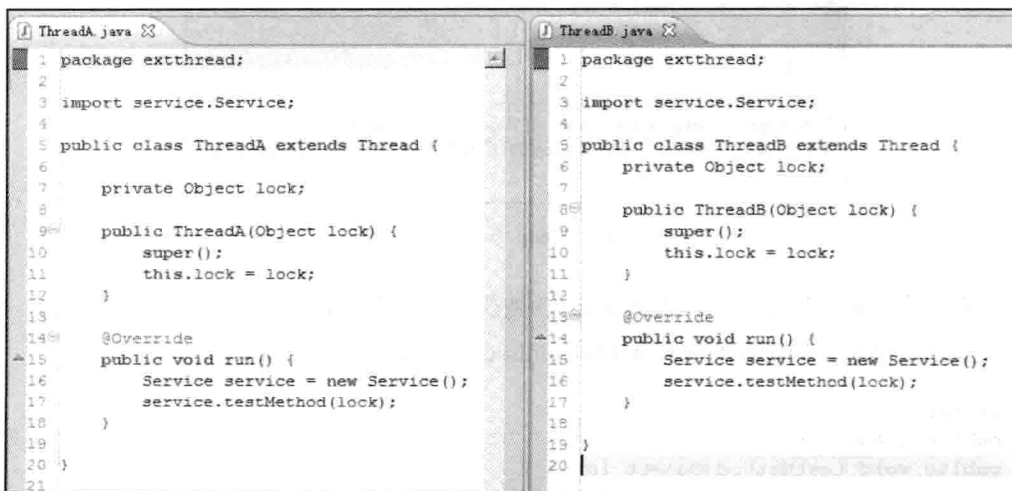 ThreadA.java
1 package extthread;
2
3 import service.Service;
4
5 public class ThreadA extends Thread {
6
7     private Object lock;
8
9     public ThreadA(Object lock) {
10         super();
11         this.lock = lock;
12     }
13
14     @Override
15     public void run() {
16         Service service = new Service();
17         service.testMethod(lock);
18     }
19
20 }
21
ThreadB.java
1 package extthread;
2
3 import service.Service;
4
5 public class ThreadB extends Thread {
6     private Object lock;
7
8     public ThreadB(Object lock) {
9         super();
10         this.lock = lock;
11     }
12
13     @Override
14     public void run() {
15         Service service = new Service();
16         service.testMethod(lock);
17     }
18
19 }
20